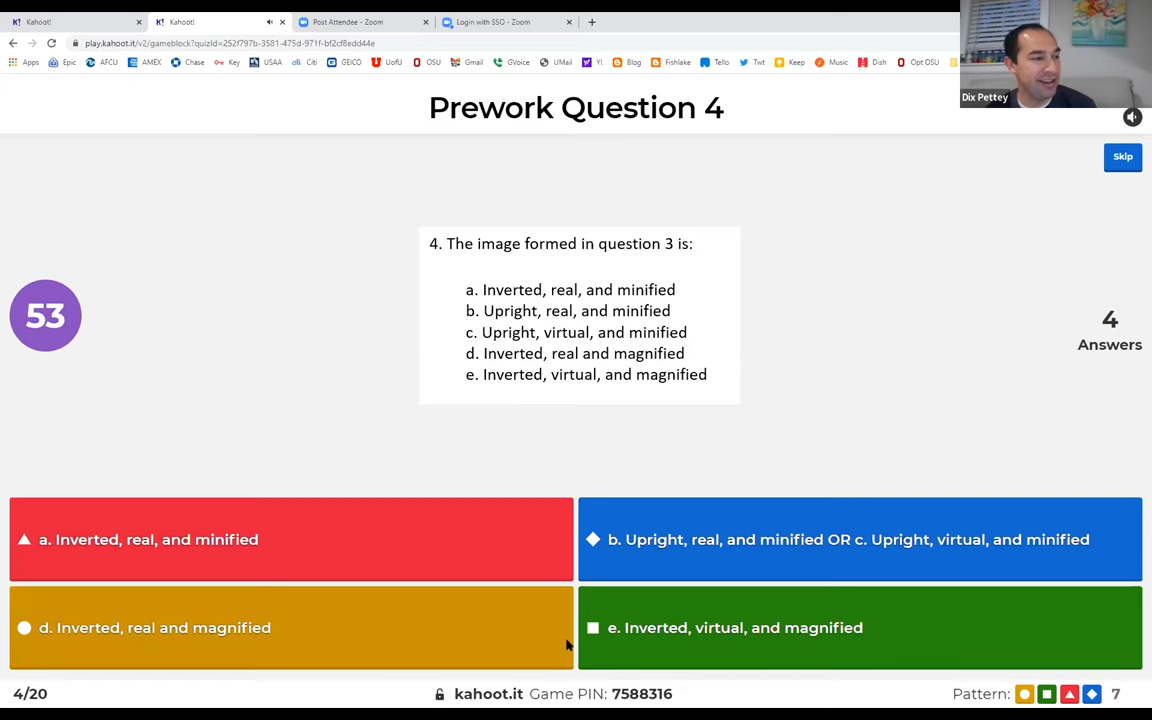 Kahoot!
Kahoot!
Post Attendee - Zoom
Login with SSO - Zoom
play.kahoot.it/v2/gameblock?quizId=252f797b-3581-475d-971f-bf2cf8edd44e
Apps Epic AFCU AMEX Chase Key USAA Citi GEICO UofU OSU Gmail GVoice UMail Y! Blog Fishlake Tello Twt Keep Music Dish Opt OSU
Dix Pettey
Prework Question 4
Skip
4. The image formed in question 3 is:
a. Inverted, real, and minified
b. Upright, real, and minified
c. Upright, virtual, and minified
d. Inverted, real and magnified
e. Inverted, virtual, and magnified
53
4
Answers
a. Inverted, real, and minified
b. Upright, real, and minified OR c. Upright, virtual, and minified
d. Inverted, real and magnified
e. Inverted, virtual, and magnified
4/20
kahoot.it Game PIN: 7588316
Pattern: 7